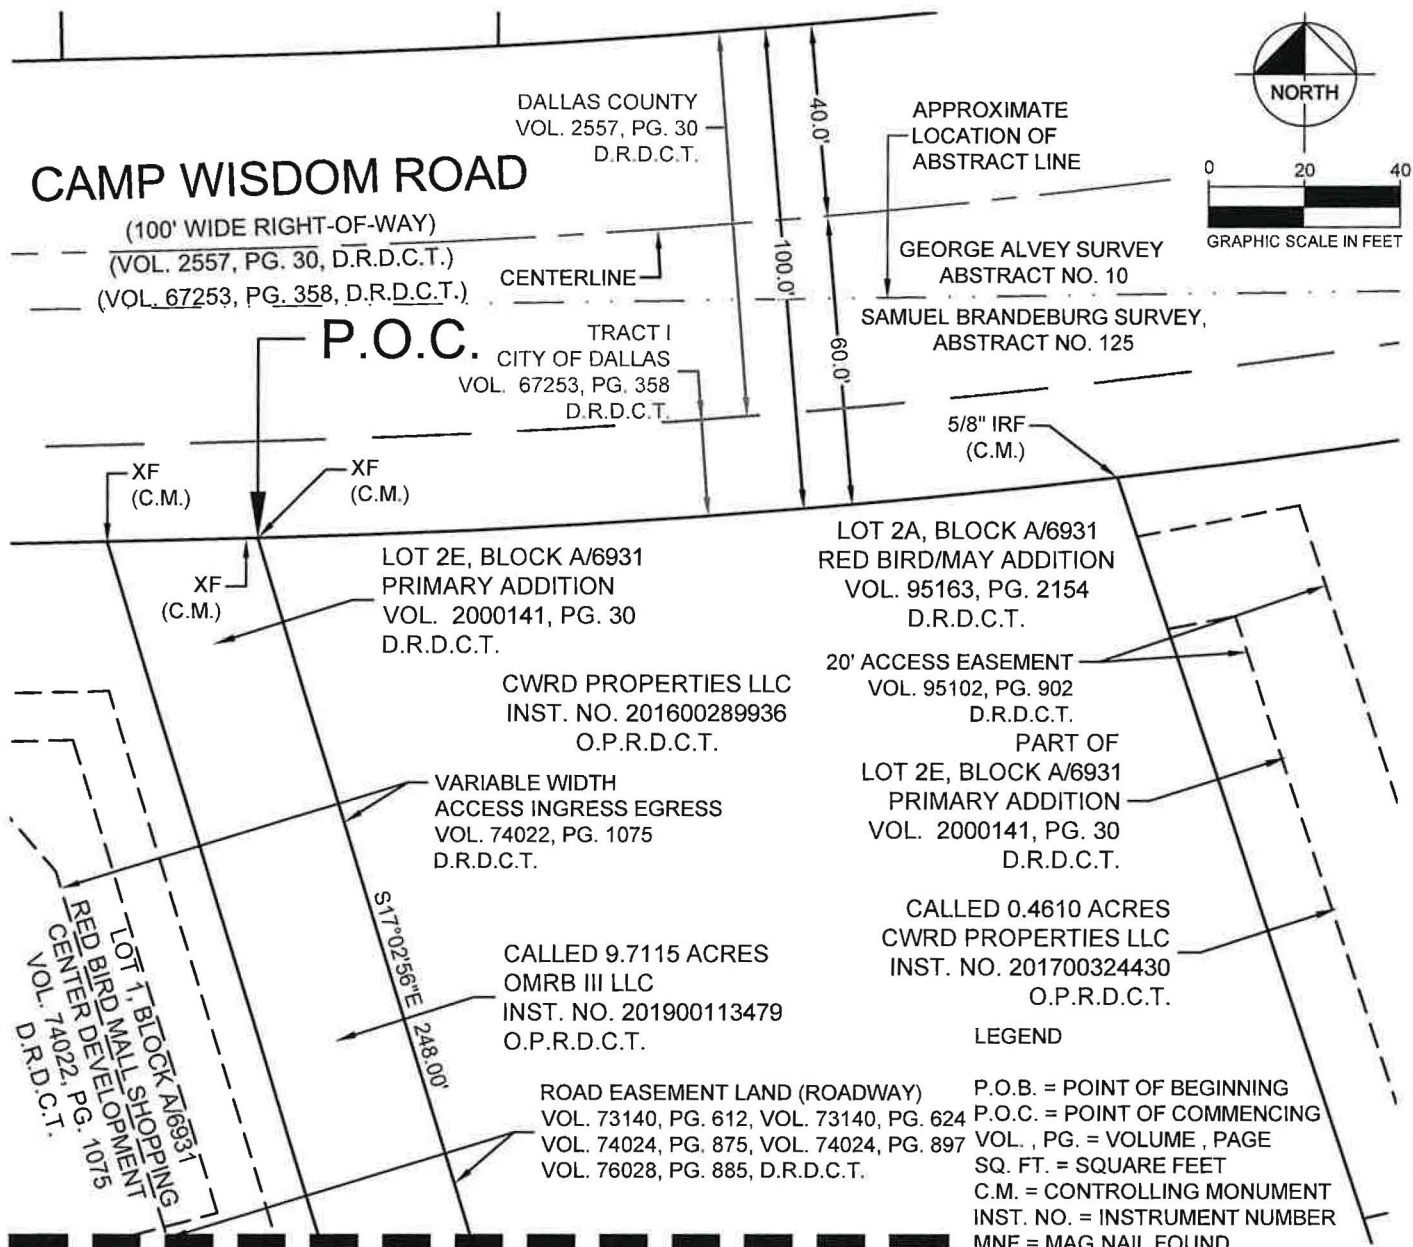 DALLAS COUNTY
VOL. 2557, PG. 30
D.R.D.C.T.
40.0'
APPROXIMATE
LOCATION OF
ABSTRACT LINE
NORTH
0 20 40
GRAPHIC SCALE IN FEET
CAMP WISDOM ROAD
(100' WIDE RIGHT-OF-WAY)
(VOL. 2557, PG. 30, D.R.D.C.T.)
(VOL. 67253, PG. 358, D.R.D.C.T.)
CENTERLINE
100.0'
GEORGE ALVEY SURVEY
ABSTRACT NO. 10
SAMUEL BRANDEBURG SURVEY,
ABSTRACT NO. 125
P.O.C.
TRACT I
CITY OF DALLAS
VOL. 67253, PG. 358
D.R.D.C.T.
60.0'
5/8" IRF
(C.M.)
XF
(C.M.)
XF
(C.M.)
XF
(C.M.)
LOT 2E, BLOCK A/6931
PRIMARY ADDITION
VOL. 2000141, PG. 30
D.R.D.C.T.
LOT 2A, BLOCK A/6931
RED BIRD/MAY ADDITION
VOL. 95163, PG. 2154
D.R.D.C.T.
CWRD PROPERTIES LLC
INST. NO. 201600289936
O.P.R.D.C.T.
20' ACCESS EASEMENT
VOL. 95102, PG. 902
D.R.D.C.T.
PART OF
LOT 2E, BLOCK A/6931
PRIMARY ADDITION
VOL. 2000141, PG. 30
D.R.D.C.T.
VARIABLE WIDTH
ACCESS INGRESS EGRESS
VOL. 74022, PG. 1075
D.R.D.C.T.
S17°02'56"E 248.00'
CALLED 0.4610 ACRES
CWRD PROPERTIES LLC
INST. NO. 201700324430
O.P.R.D.C.T.
CALLED 9.7115 ACRES
OMRB III LLC
INST. NO. 201900113479
O.P.R.D.C.T.
LOT 1, BLOCK A/6931
RED BIRD MALL SHOPPING
CENTER DEVELOPMENT
VOL. 74022, PG. 1075
D.R.D.C.T.
ROAD EASEMENT LAND (ROADWAY)
VOL. 73140, PG. 612, VOL. 73140, PG. 624
VOL. 74024, PG. 875, VOL. 74024, PG. 897
VOL. 76028, PG. 885, D.R.D.C.T.
LEGEND
P.O.B. = POINT OF BEGINNING
P.O.C. = POINT OF COMMENCING
VOL. , PG. = VOLUME , PAGE
SQ. FT. = SQUARE FEET
C.M. = CONTROLLING MONUMENT
INST. NO. = INSTRUMENT NUMBER
MNF = MAG NAIL FOUND